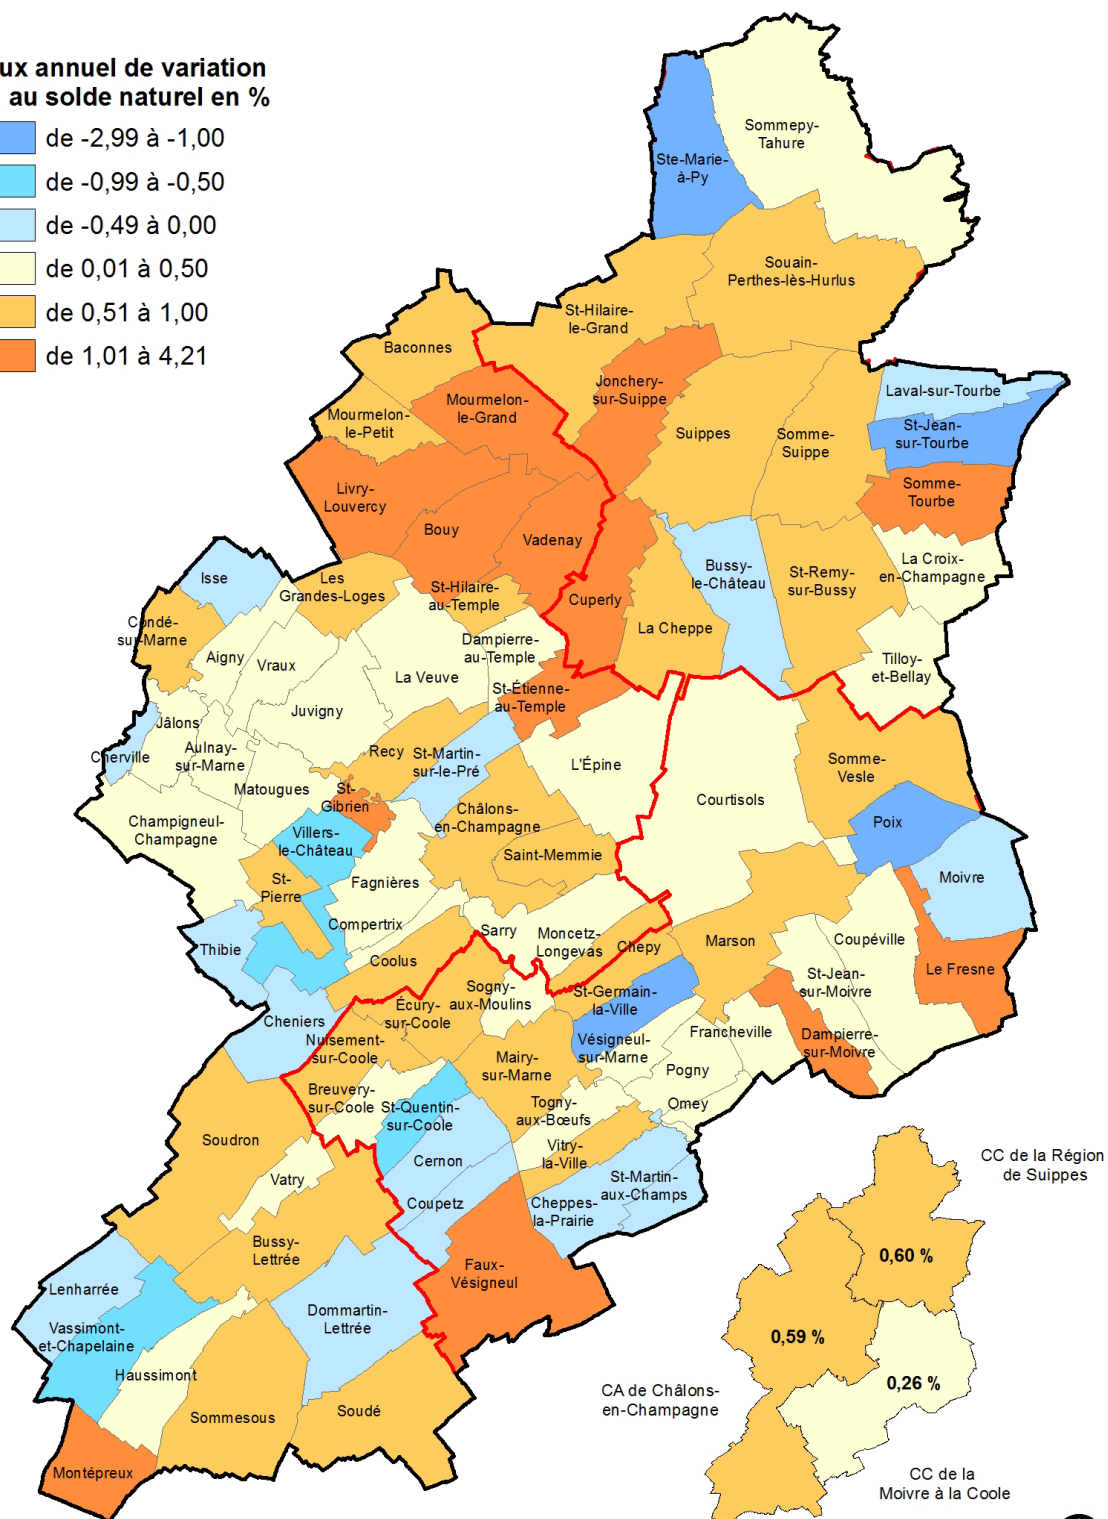 ux annuel de variation
au solde naturel en %
de -2,99 à -1,00
de -0,99 à -0,50
de -0,49 à 0,00
de 0,01 à 0,50
de 0,51 à 1,00
de 1,01 à 4,21
Sommepy-
Tahure
Ste-Marie-
à-Py
Souain-
Perthes-lès-Hurlus
St-Hilaire-
le-Grand
Baconnes
Jonchery-
sur-Suippe
Laval-sur-Tourbe
Mourmelon-
le-Grand
Mourmelon-
le-Petit
Suippes
Somme-
Suippe
St-Jean-
sur-Tourbe
Livry-
Louvercy
Somme-
Tourbe
Bouy
Vadenay
Isse
Les
Grandes-Loges
St-Hilaire-
au-Temple
Cuperly
Bussy-
le-Château
St-Remy-
sur-Bussy
La Croix-
en-Champagne
Condé-
sur-Marne
La Cheppe
Aigny
Vraux
La Veuve
Dampierre-
au-Temple
Tilloy-
et-Bellay
St-Étienne-
au-Temple
Juvigny
Jâlons
Cherville
Aulnay-
sur-Marne
Recy
St-Martin-
sur-le-Pré
L'Épine
Somme-
Vesle
Matougues
St-
Gibrien
Courtisols
Champigneul-
Champagne
Villers-
le-Château
Châlons-
en-Champagne
Poix
Saint-Memmie
St-
Pierre
Fagnières
Moivre
Compertrix
Thibie
Sarry
Moncetz-
Longevas
Chepy
Marson
Coupéville
Coolus
Le Fresne
St-Jean-
sur-Moivre
Sogny-
aux-Moulins
St-Germain-
la-Ville
Cheniers
Écury-
sur-Coole
Nuisement-
sur-Coole
Vésigneul-
sur-Marne
Francheville
Dampierre-
sur-Moivre
Mairy-
sur-Marne
Pogny
Breuvery-
sur-Coole
St-Quentin-
sur-Coole
Togny-
aux-Bœufs
Omey
Soudron
Vitry-
la-Ville
Cernon
Vatry
St-Martin-
aux-Champs
Coupetz
Cheppes-
la-Prairie
Bussy-
Lettrée
Faux-
Vésigneul
Lenharrée
Dommartin-
Lettrée
Vassimont-
et-Chapelaine
Haussimont
Sommesous
Soudé
Montépreux
CC de la Région
de Suippes
0,60 %
0,59 %
0,26 %
CA de Châlons-
en-Champagne
CC de la
Moivre à la Coole